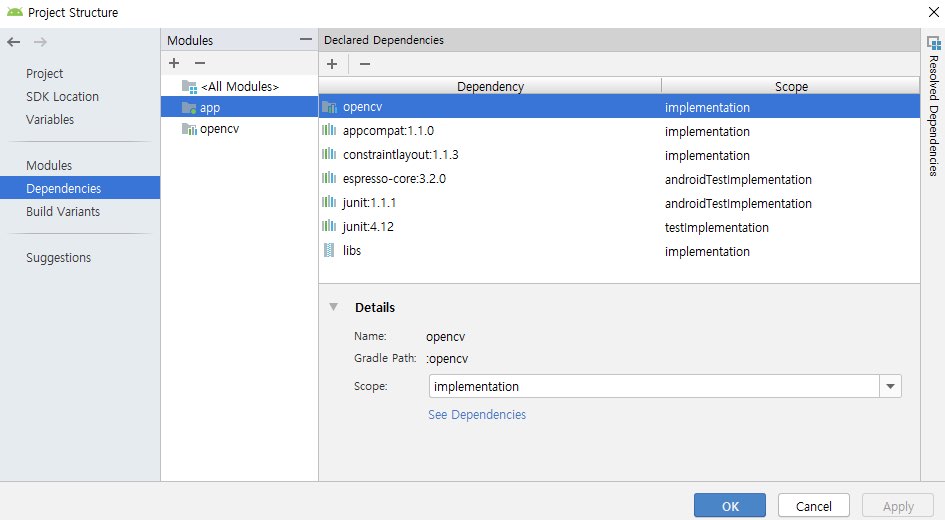 Project Structure
Project
SDK Location
Variables
Modules
Dependencies
Build Variants
Suggestions
Modules
<All Modules>
app
opencv
Declared Dependencies
Dependency Scope
opencv implementation
appcompat:1.1.0 implementation
constraintlayout:1.1.3 implementation
espresso-core:3.2.0 androidTestImplementation
junit:1.1.1 androidTestImplementation
junit:4.12 testImplementation
libs implementation
Details
Name: opencv
Gradle Path: :opencv
Scope: implementation
See Dependencies
Resolved Dependencies
OK Cancel Apply